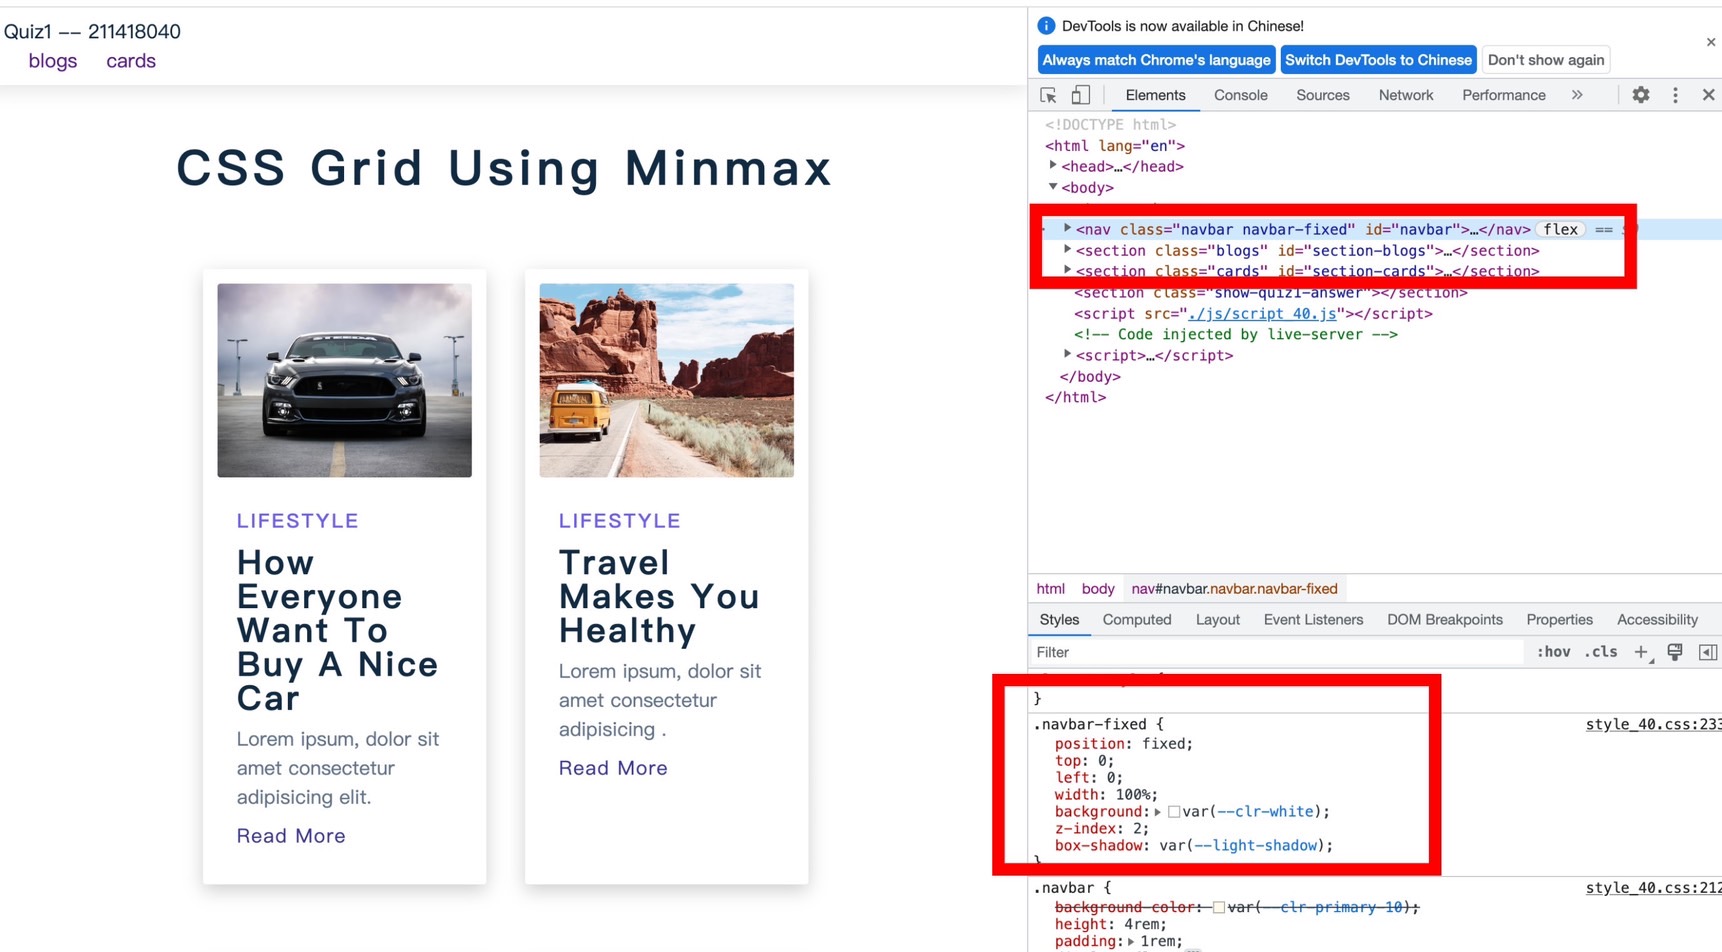 Quiz1 -- 211418040
blogs cards
CSS Grid Using Minmax
STEEDA
LIFESTYLE
How
Everyone
Want To
Buy A Nice
Car
Lorem ipsum, dolor sit
amet consectetur
adipisicing elit.
Read More
LIFESTYLE
Travel
Makes You
Healthy
Lorem ipsum, dolor sit
amet consectetur
adipisicing .
Read More
DevTools is now available in Chinese!
Always match Chrome's language Switch DevTools to Chinese Don't show again
Elements Console Sources Network Performance
<!DOCTYPE html>
<html lang="en">
<head>…</head>
<body>
<nav class="navbar navbar-fixed" id="navbar">…</nav> flex ==
<section class="blogs" id="section-blogs">…</section>
<section class="cards" id="section-cards">…</section>
<section class="show-quiz1-answer"></section>
<script src="./js/script_40.js"></script>
<!-- Code injected by live-server -->
<script>…</script>
</body>
</html>
html body nav#navbar.navbar.navbar-fixed
Styles Computed Layout Event Listeners DOM Breakpoints Properties Accessibility
Filter :hov .cls
}
.navbar-fixed { style_40.css:233
position: fixed;
top: 0;
left: 0;
width: 100%;
background: var(--clr-white);
z-index: 2;
box-shadow: var(--light-shadow);
}
.navbar { style_40.css:212
background-color: var(--clr-primary-10);
height: 4rem;
padding: 1rem;